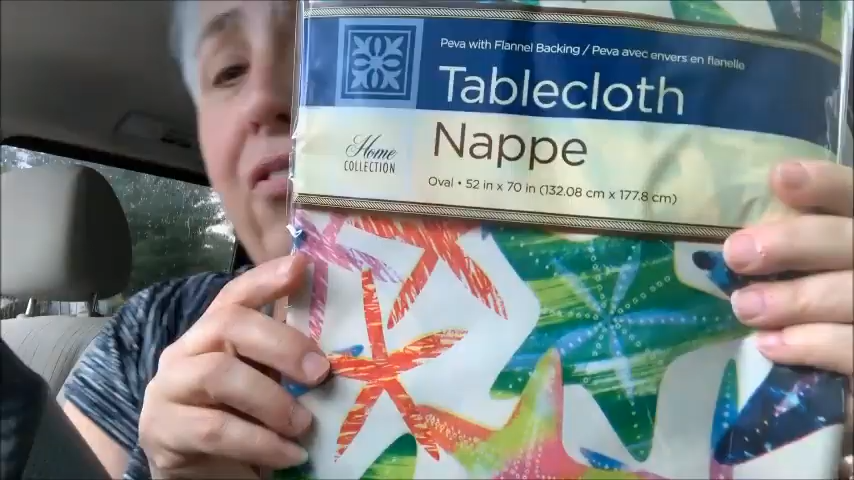 Peva with Flannel Backing / Peva avec envers en flanelle
Tablecloth
Nappe
Home
COLLECTION
Oval • 52 in x 70 in (132.08 cm x 177.8 cm)